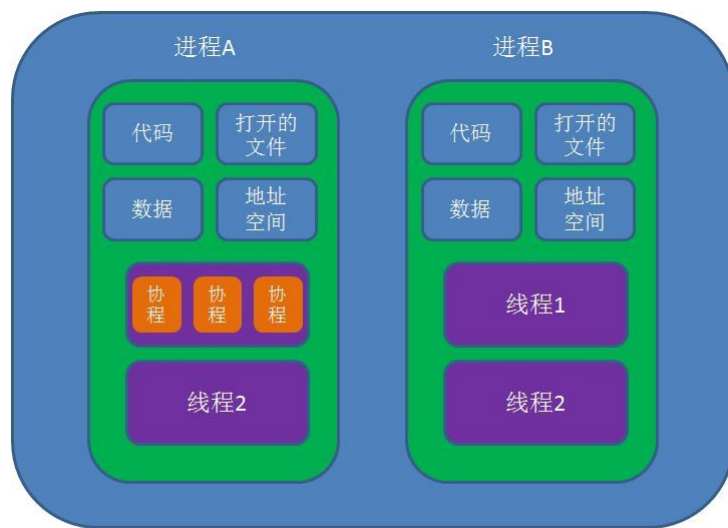 进程A
进程B
代码
打开的
文件
数据
地址
空间
协
程
协
程
协
程
线程2
代码
打开的
文件
数据
地址
空间
线程1
线程2